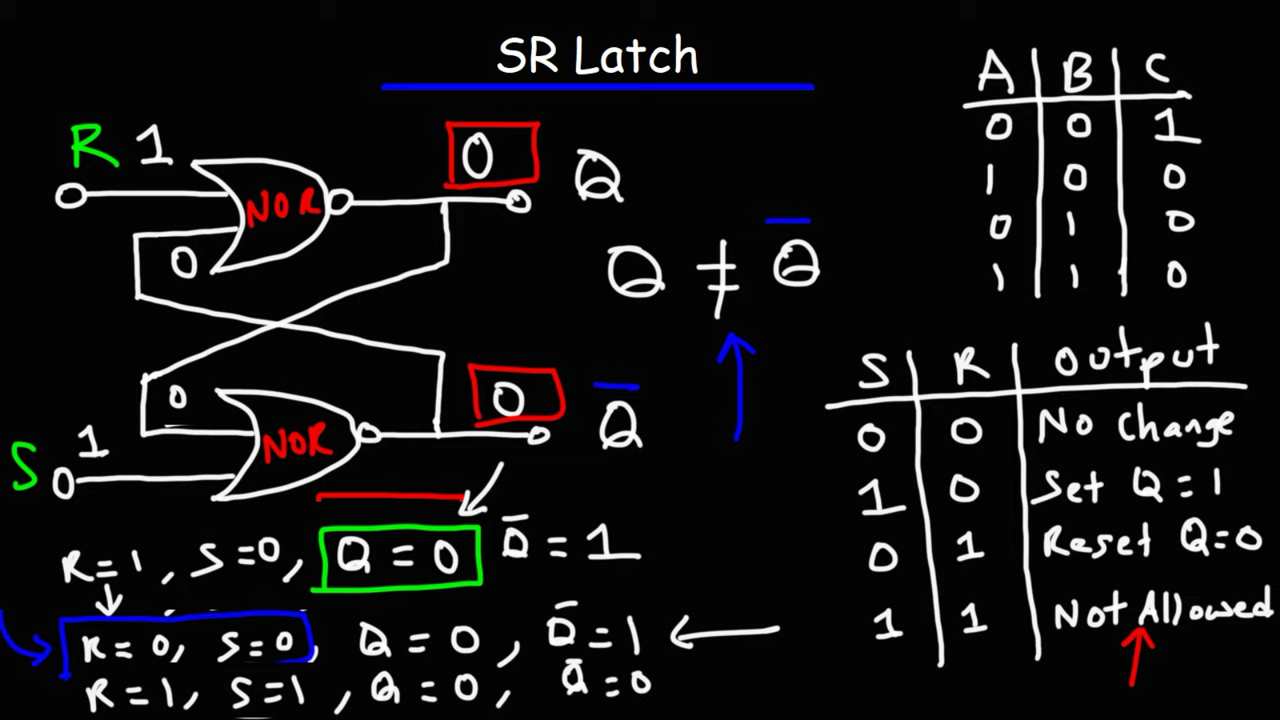 SR Latch
R 1
NOR
0
0
Q
Q ≠ Q̅
0
S 1
NOR
0
Q̅
R=1, S=0, Q=0 Q̅=1
R=0, S=0, Q=0, Q̅=1
R=1, S=1, Q=0, Q̅=0
A B C
0 0 1
1 0 0
0 1 0
1 1 0
S R Output
0 0 No Change
1 0 Set Q=1
0 1 Reset Q=0
1 1 Not Allowed